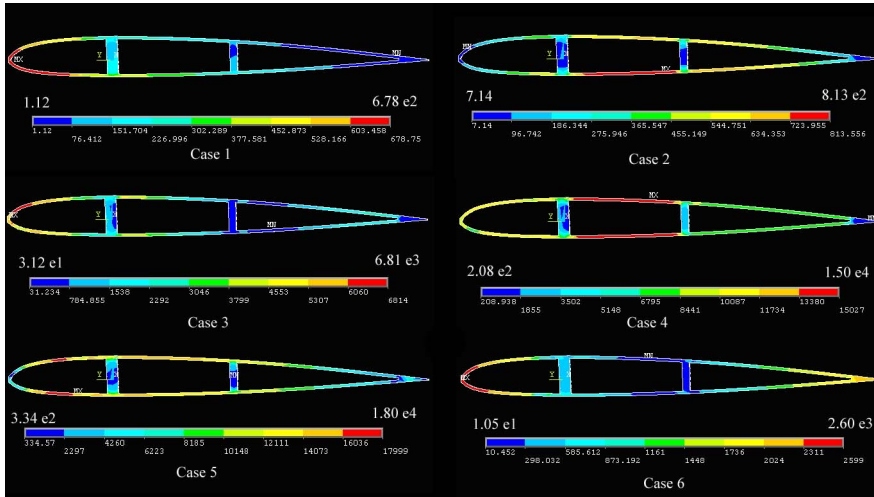 MX
Y
MN
1.12
6.78 e2
1.12 151.704 302.289 452.873 603.458
76.412 226.996 377.581 528.166 678.75
Case 1
MN
MX
7.14
8.13 e2
7.14 186.344 365.547 544.751 723.955
96.742 275.946 455.149 634.353 813.556
Case 2
MX
Y
MN
3.12 e1
6.81 e3
31.234 1538 3046 4553 6060
784.855 2292 3799 5307 6814
Case 3
MX
Y
MN
2.08 e2
1.50 e4
208.938 3502 6795 10087 13380
1855 5148 8441 11734 15027
Case 4
Y
MX
3.34 e2
1.80 e4
334.57 4260 8185 12111 16036
2297 6223 10148 14073 17999
Case 5
MN
Y
MX
1.05 e1
2.60 e3
10.452 585.612 1161 1736 2311
298.032 873.192 1448 2024 2599
Case 6